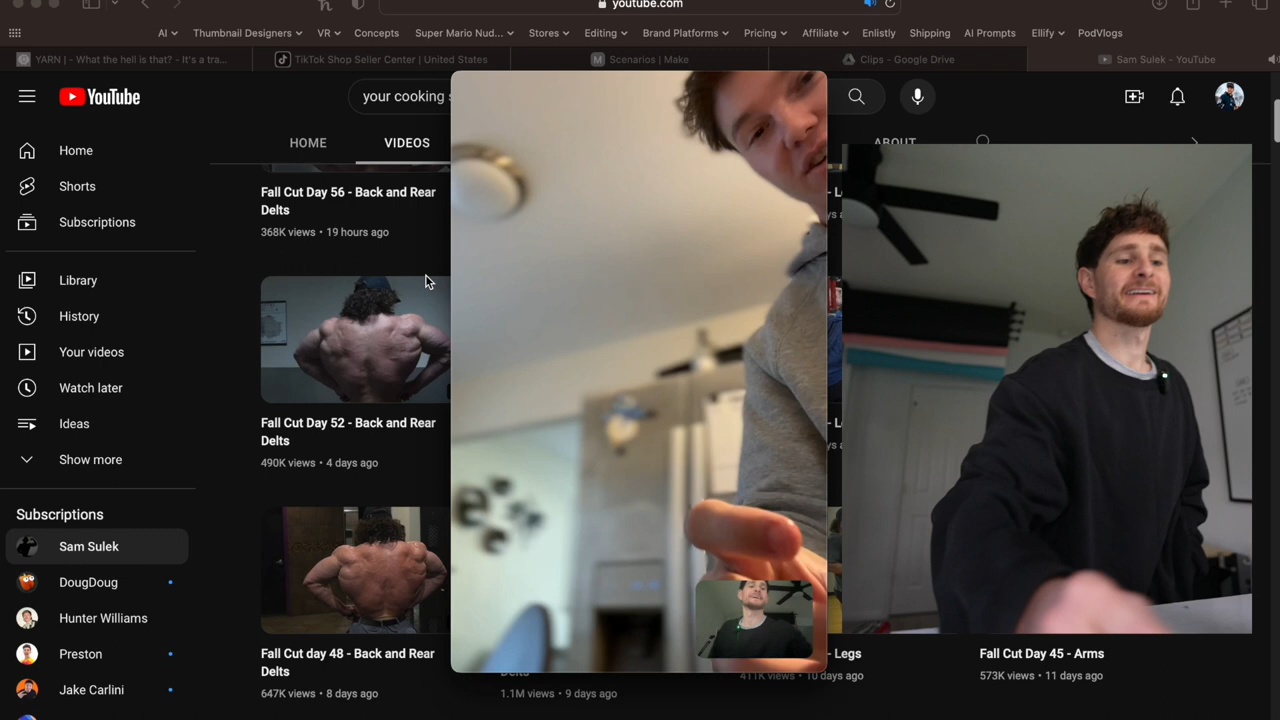 youtube.com
AI
Thumbnail Designers
VR
Concepts
Super Mario Nud...
Stores
Editing
Brand Platforms
Pricing
Affiliate
Enlistly
Shipping
AI Prompts
Ellify
PodVlogs
YARN | - What the hell is that? - It's a tra...
TikTok Shop Seller Center | United States
M Scenarios | Make
Clips - Google Drive
Sam Sulek - YouTube
YouTube
your cooking
HOME
VIDEOS
ABOUT
Home
Shorts
Subscriptions
Library
History
Your videos
Watch later
Ideas
Show more
Subscriptions
Sam Sulek
DougDoug
Hunter Williams
Preston
Jake Carlini
Fall Cut Day 56 - Back and Rear
Delts
368K views • 19 hours ago
Fall Cut Day 52 - Back and Rear
Delts
490K views • 4 days ago
Fall Cut day 48 - Back and Rear
Delts
647K views • 8 days ago
Delts
1.1M views • 9 days ago
- Legs
411K views • 10 days ago
Fall Cut Day 45 - Arms
573K views • 11 days ago